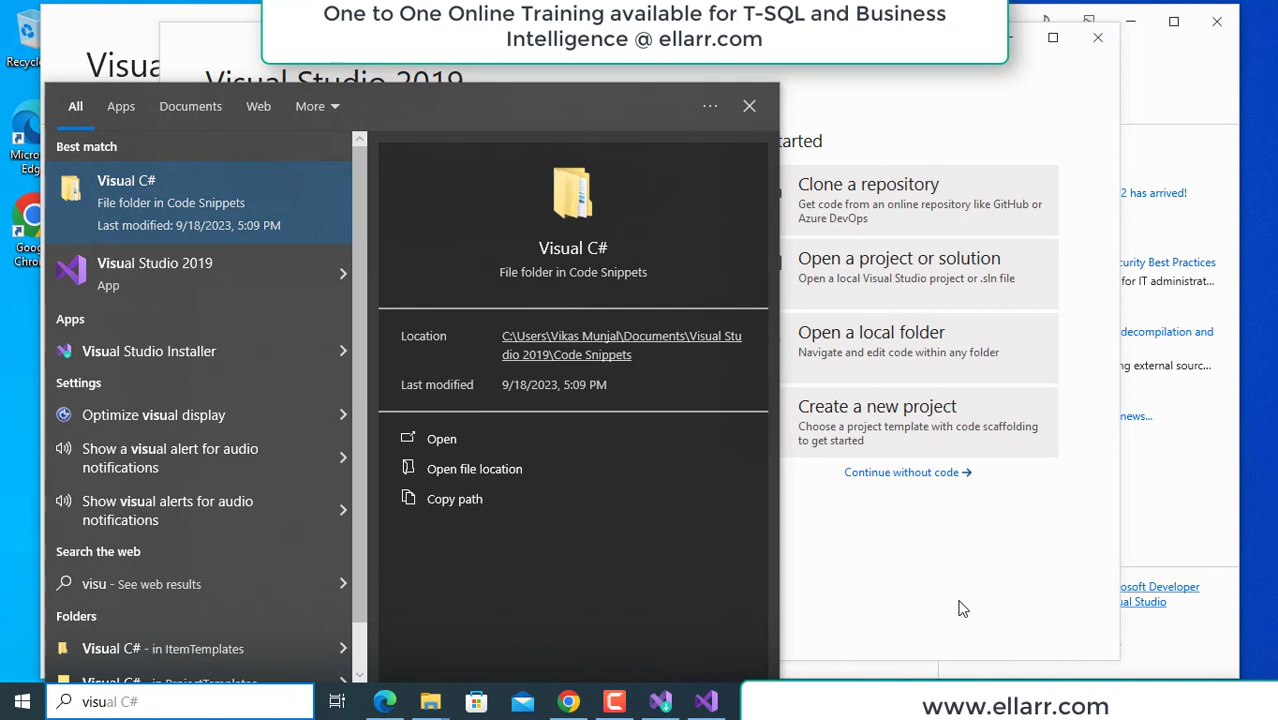 One to One Online Training available for T-SQL and Business
Intelligence @ ellarr.com
Recycl
Visua
Visual Studio 2019
All
Apps
Documents
Web
More
Best match
Visual C#
File folder in Code Snippets
Last modified: 9/18/2023, 5:09 PM
Visual Studio 2019
App
Apps
Visual Studio Installer
Settings
Optimize visual display
Show a visual alert for audio
notifications
Show visual alerts for audio
notifications
Search the web
visu - See web results
Folders
Visual C# - in ItemTemplates
Visual C# - in ProjectTemplates
Visual C#
File folder in Code Snippets
Location
C:\Users\Vikas Munjal\Documents\Visual Stu
dio 2019\Code Snippets
Last modified
9/18/2023, 5:09 PM
Open
Open file location
Copy path
tarted
Clone a repository
Get code from an online repository like GitHub or
Azure DevOps
Open a project or solution
Open a local Visual Studio project or .sln file
Open a local folder
Navigate and edit code within any folder
Create a new project
Choose a project template with code scaffolding
to get started
Continue without code
2 has arrived!
curity Best Practices
for IT administrat...
decompilation and
ng external sourc...
news...
osoft Developer
ual Studio
Micros
Edg
Goog
Chro
visual C#
www.ellarr.com